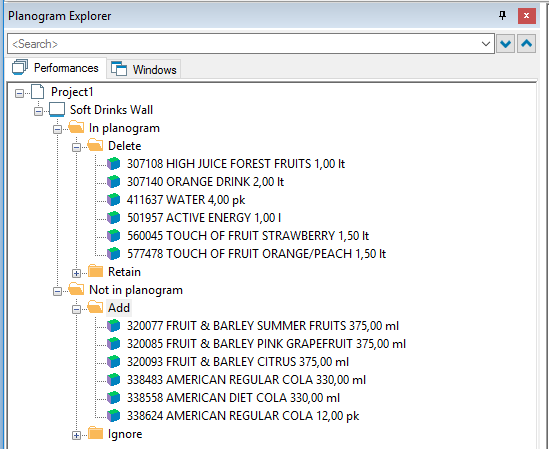 Planogram Explorer
<Search>
Performances Windows
Project1
Soft Drinks Wall
In planogram
Delete
307108 HIGH JUICE FOREST FRUITS 1,00 lt
307140 ORANGE DRINK 2,00 lt
411637 WATER 4,00 pk
501957 ACTIVE ENERGY 1,00 l
560045 TOUCH OF FRUIT STRAWBERRY 1,50 lt
577478 TOUCH OF FRUIT ORANGE/PEACH 1,50 lt
Retain
Not in planogram
Add
320077 FRUIT & BARLEY SUMMER FRUITS 375,00 ml
320085 FRUIT & BARLEY PINK GRAPEFRUIT 375,00 ml
320093 FRUIT & BARLEY CITRUS 375,00 ml
338483 AMERICAN REGULAR COLA 330,00 ml
338558 AMERICAN DIET COLA 330,00 ml
338624 AMERICAN REGULAR COLA 12,00 pk
Ignore